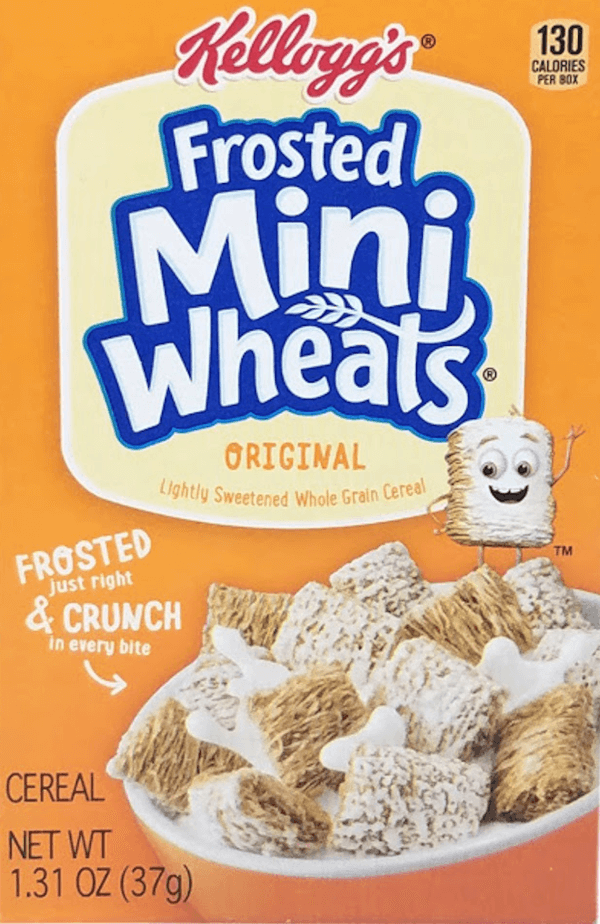 Kellogg's®
130
CALORIES
PER BOX
Frosted
Mini
Wheats®
ORIGINAL
Lightly Sweetened Whole Grain Cereal
TM
FROSTED
just right
& CRUNCH
in every bite
CEREAL
NET WT
1.31 OZ (37g)